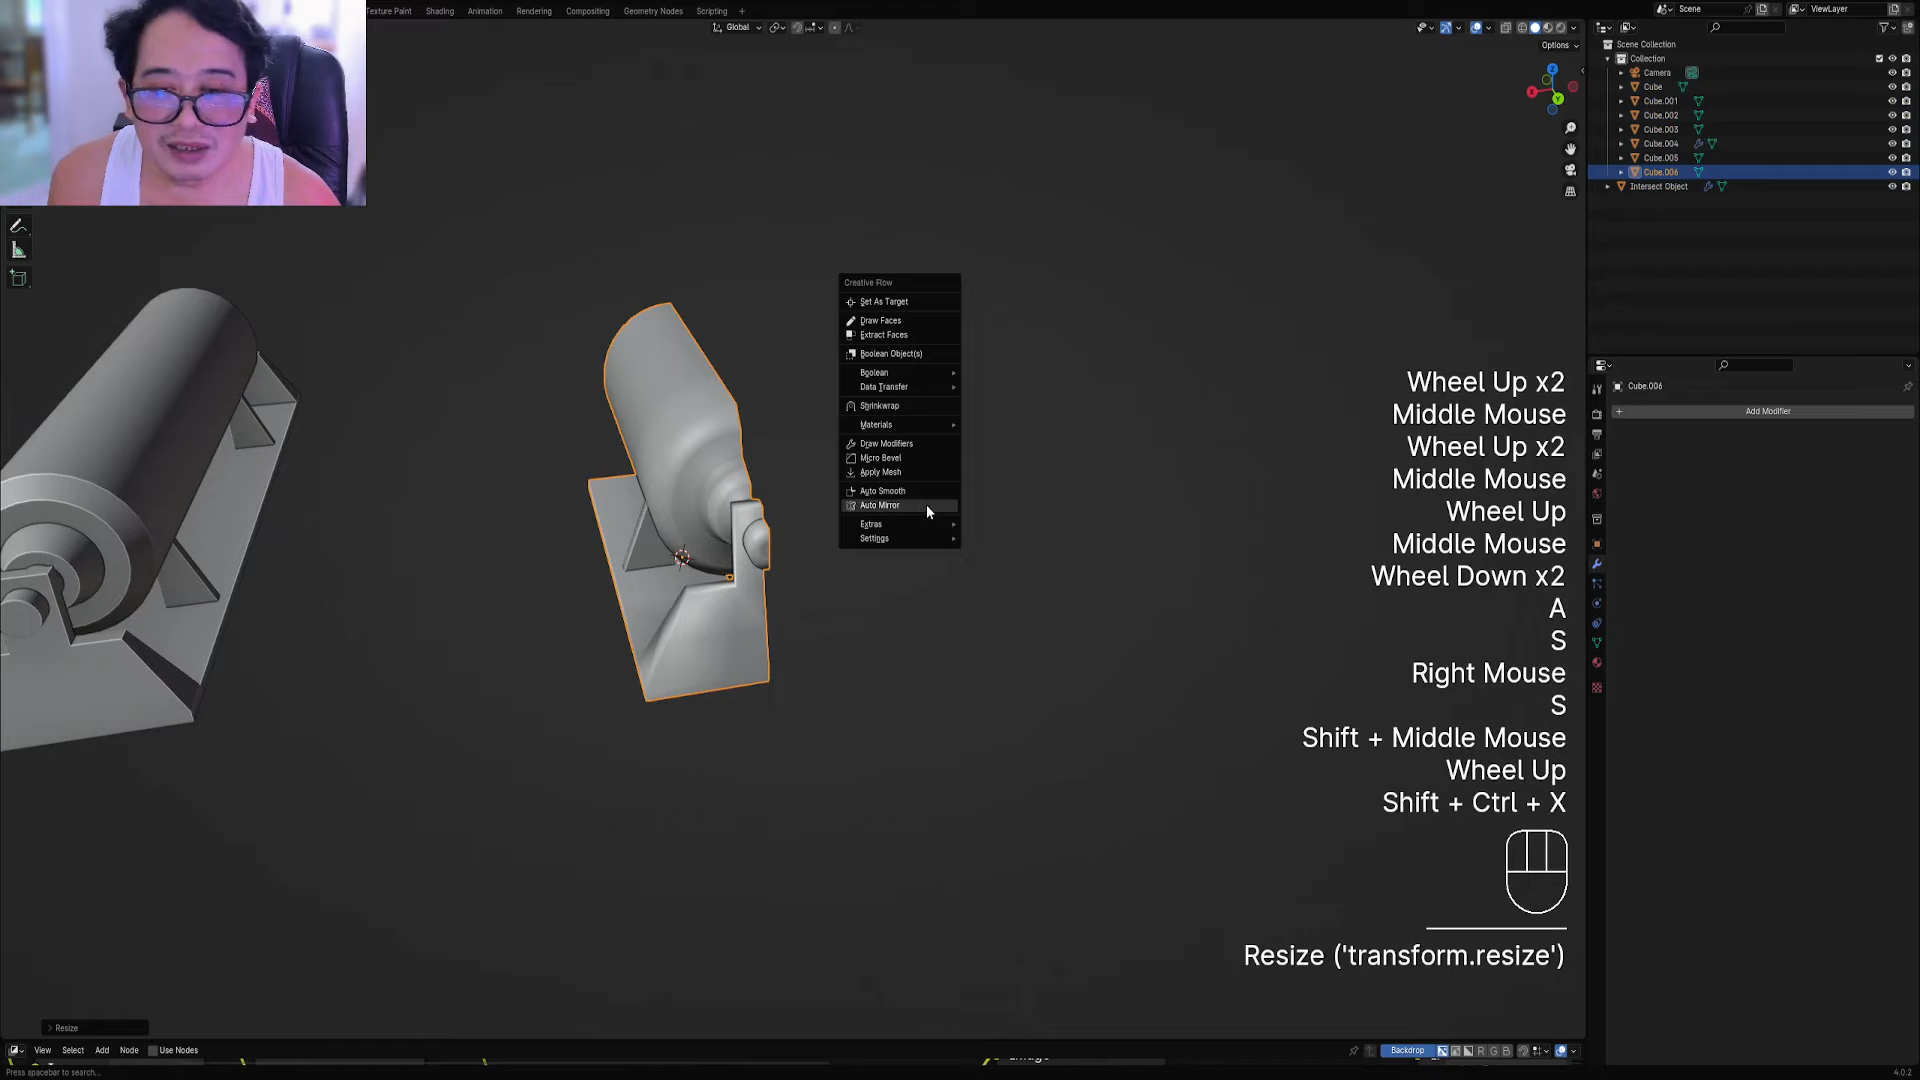 Texture Paint
Shading
Animation
Rendering
Compositing
Geometry Nodes
Scripting
+
Scene
ViewLayer
Global
Options
Z
X
Y
Scene Collection
Collection
Camera
Cube
Cube.001
Cube.002
Cube.003
Cube.004
Cube.005
Cube.006
Intersect Object
Creative Flow
Set As Target
Draw Faces
Extract Faces
Boolean Object(s)
Boolean
Data Transfer
Shrinkwrap
Materials
Draw Modifiers
Micro Bevel
Apply Mesh
Auto Smooth
Auto Mirror
Extras
Settings
Cube.006
+ Add Modifier
Wheel Up x2
Middle Mouse
Wheel Up x2
Middle Mouse
Wheel Up
Middle Mouse
Wheel Down x2
A
S
Right Mouse
S
Shift + Middle Mouse
Wheel Up
Shift + Ctrl + X
Resize ('transform.resize')
Resize
View
Select
Add
Node
Use Nodes
Backdrop
R G B
Press spacebar to search...
4.0.2